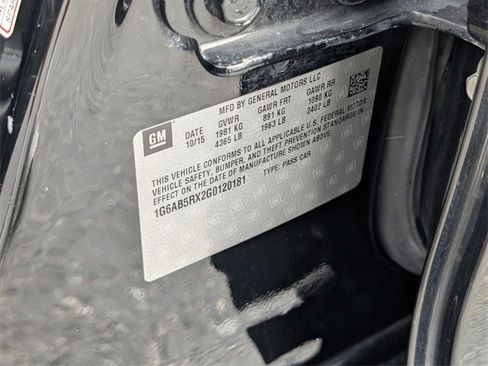 MFD BY GENERAL MOTORS LLC
GM DATE GVWR GAWR FRT GAWR RR
10/15 1981 KG 891 KG 1090 KG
4365 LB 1963 LB 2402 LB
THIS VEHICLE CONFORMS TO ALL APPLICABLE U.S. FEDERAL MOTOR
VEHICLE SAFETY, BUMPER, AND THEFT PREVENTION STANDARDS IN
EFFECT ON THE DATE OF MANUFACTURE SHOWN ABOVE.
1G6AB5RX2G0120181 TYPE: PASS CAR